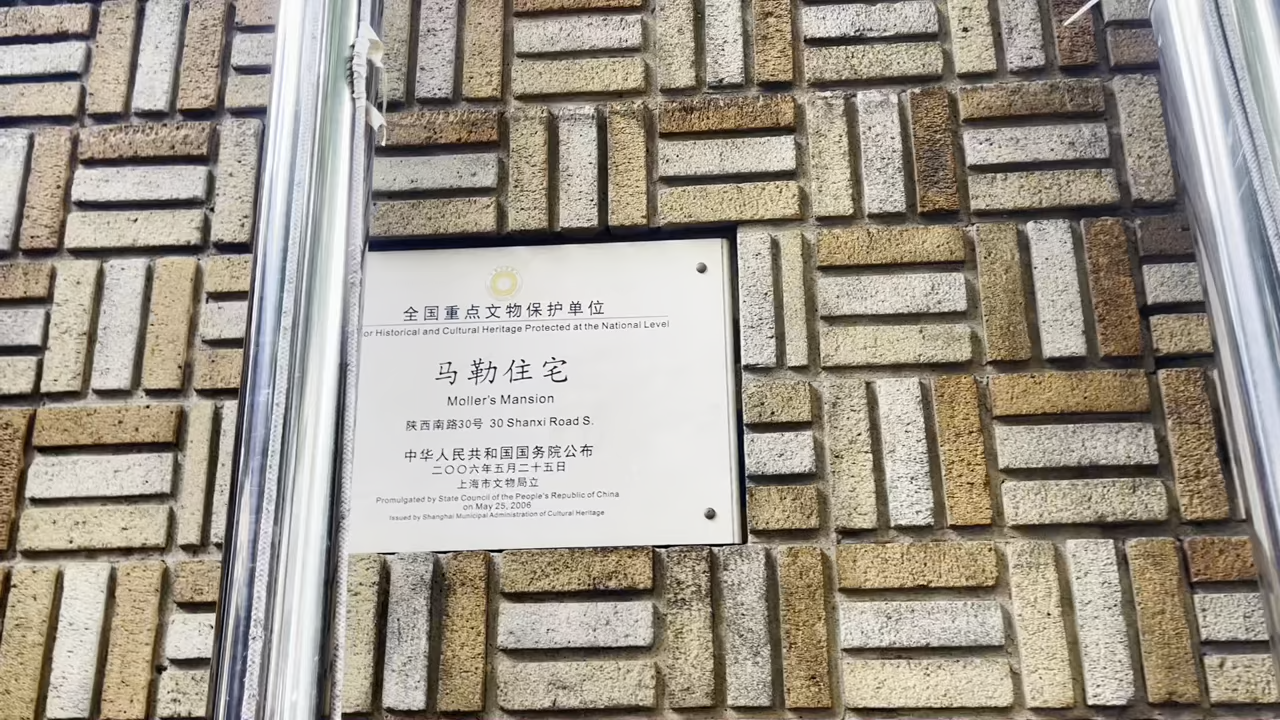 全国重点文物保护单位
or Historical and Cultural Heritage Protected at the National Level
马勒住宅
Moller's Mansion
陕西南路30号 30 Shanxi Road S.
中华人民共和国国务院公布
二〇〇六年五月二十五日
上海市文物局立
Promulgated by State Council of the People's Republic of China
on May 25, 2006
Issued by Shanghai Municipal Administration of Cultural Heritage